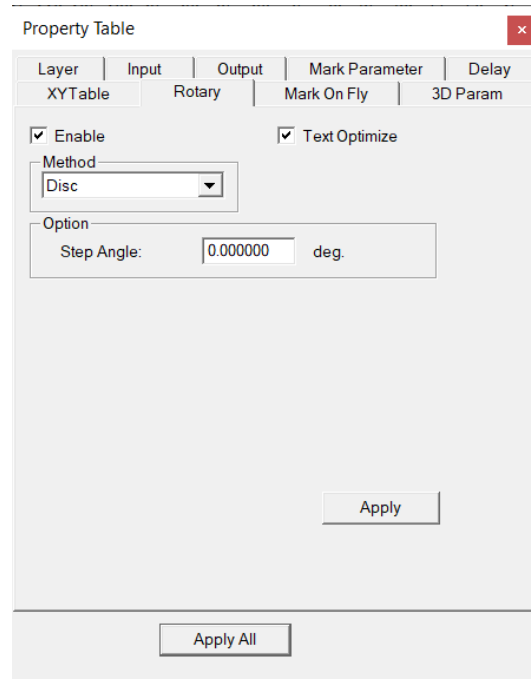 Property Table
x
Layer Input Output Mark Parameter Delay
XYTable Rotary Mark On Fly 3D Param
Enable Text Optimize
Method
Disc
Option
Step Angle: 0.000000 deg.
Apply
Apply All